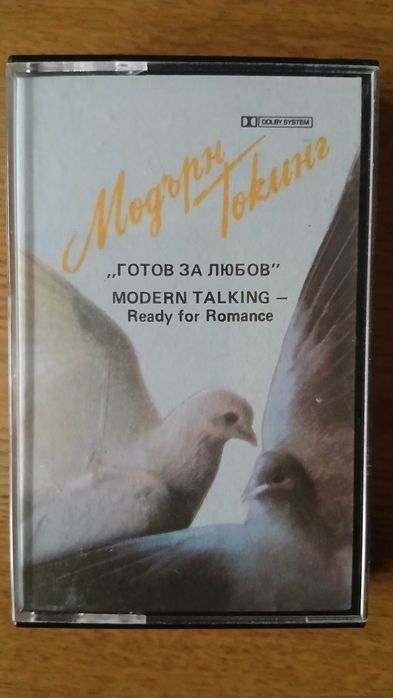 DOLBY SYSTEM
Модърн
Токинг
„ГОТОВ ЗА ЛЮБОВ”
MODERN TALKING –
Ready for Romance